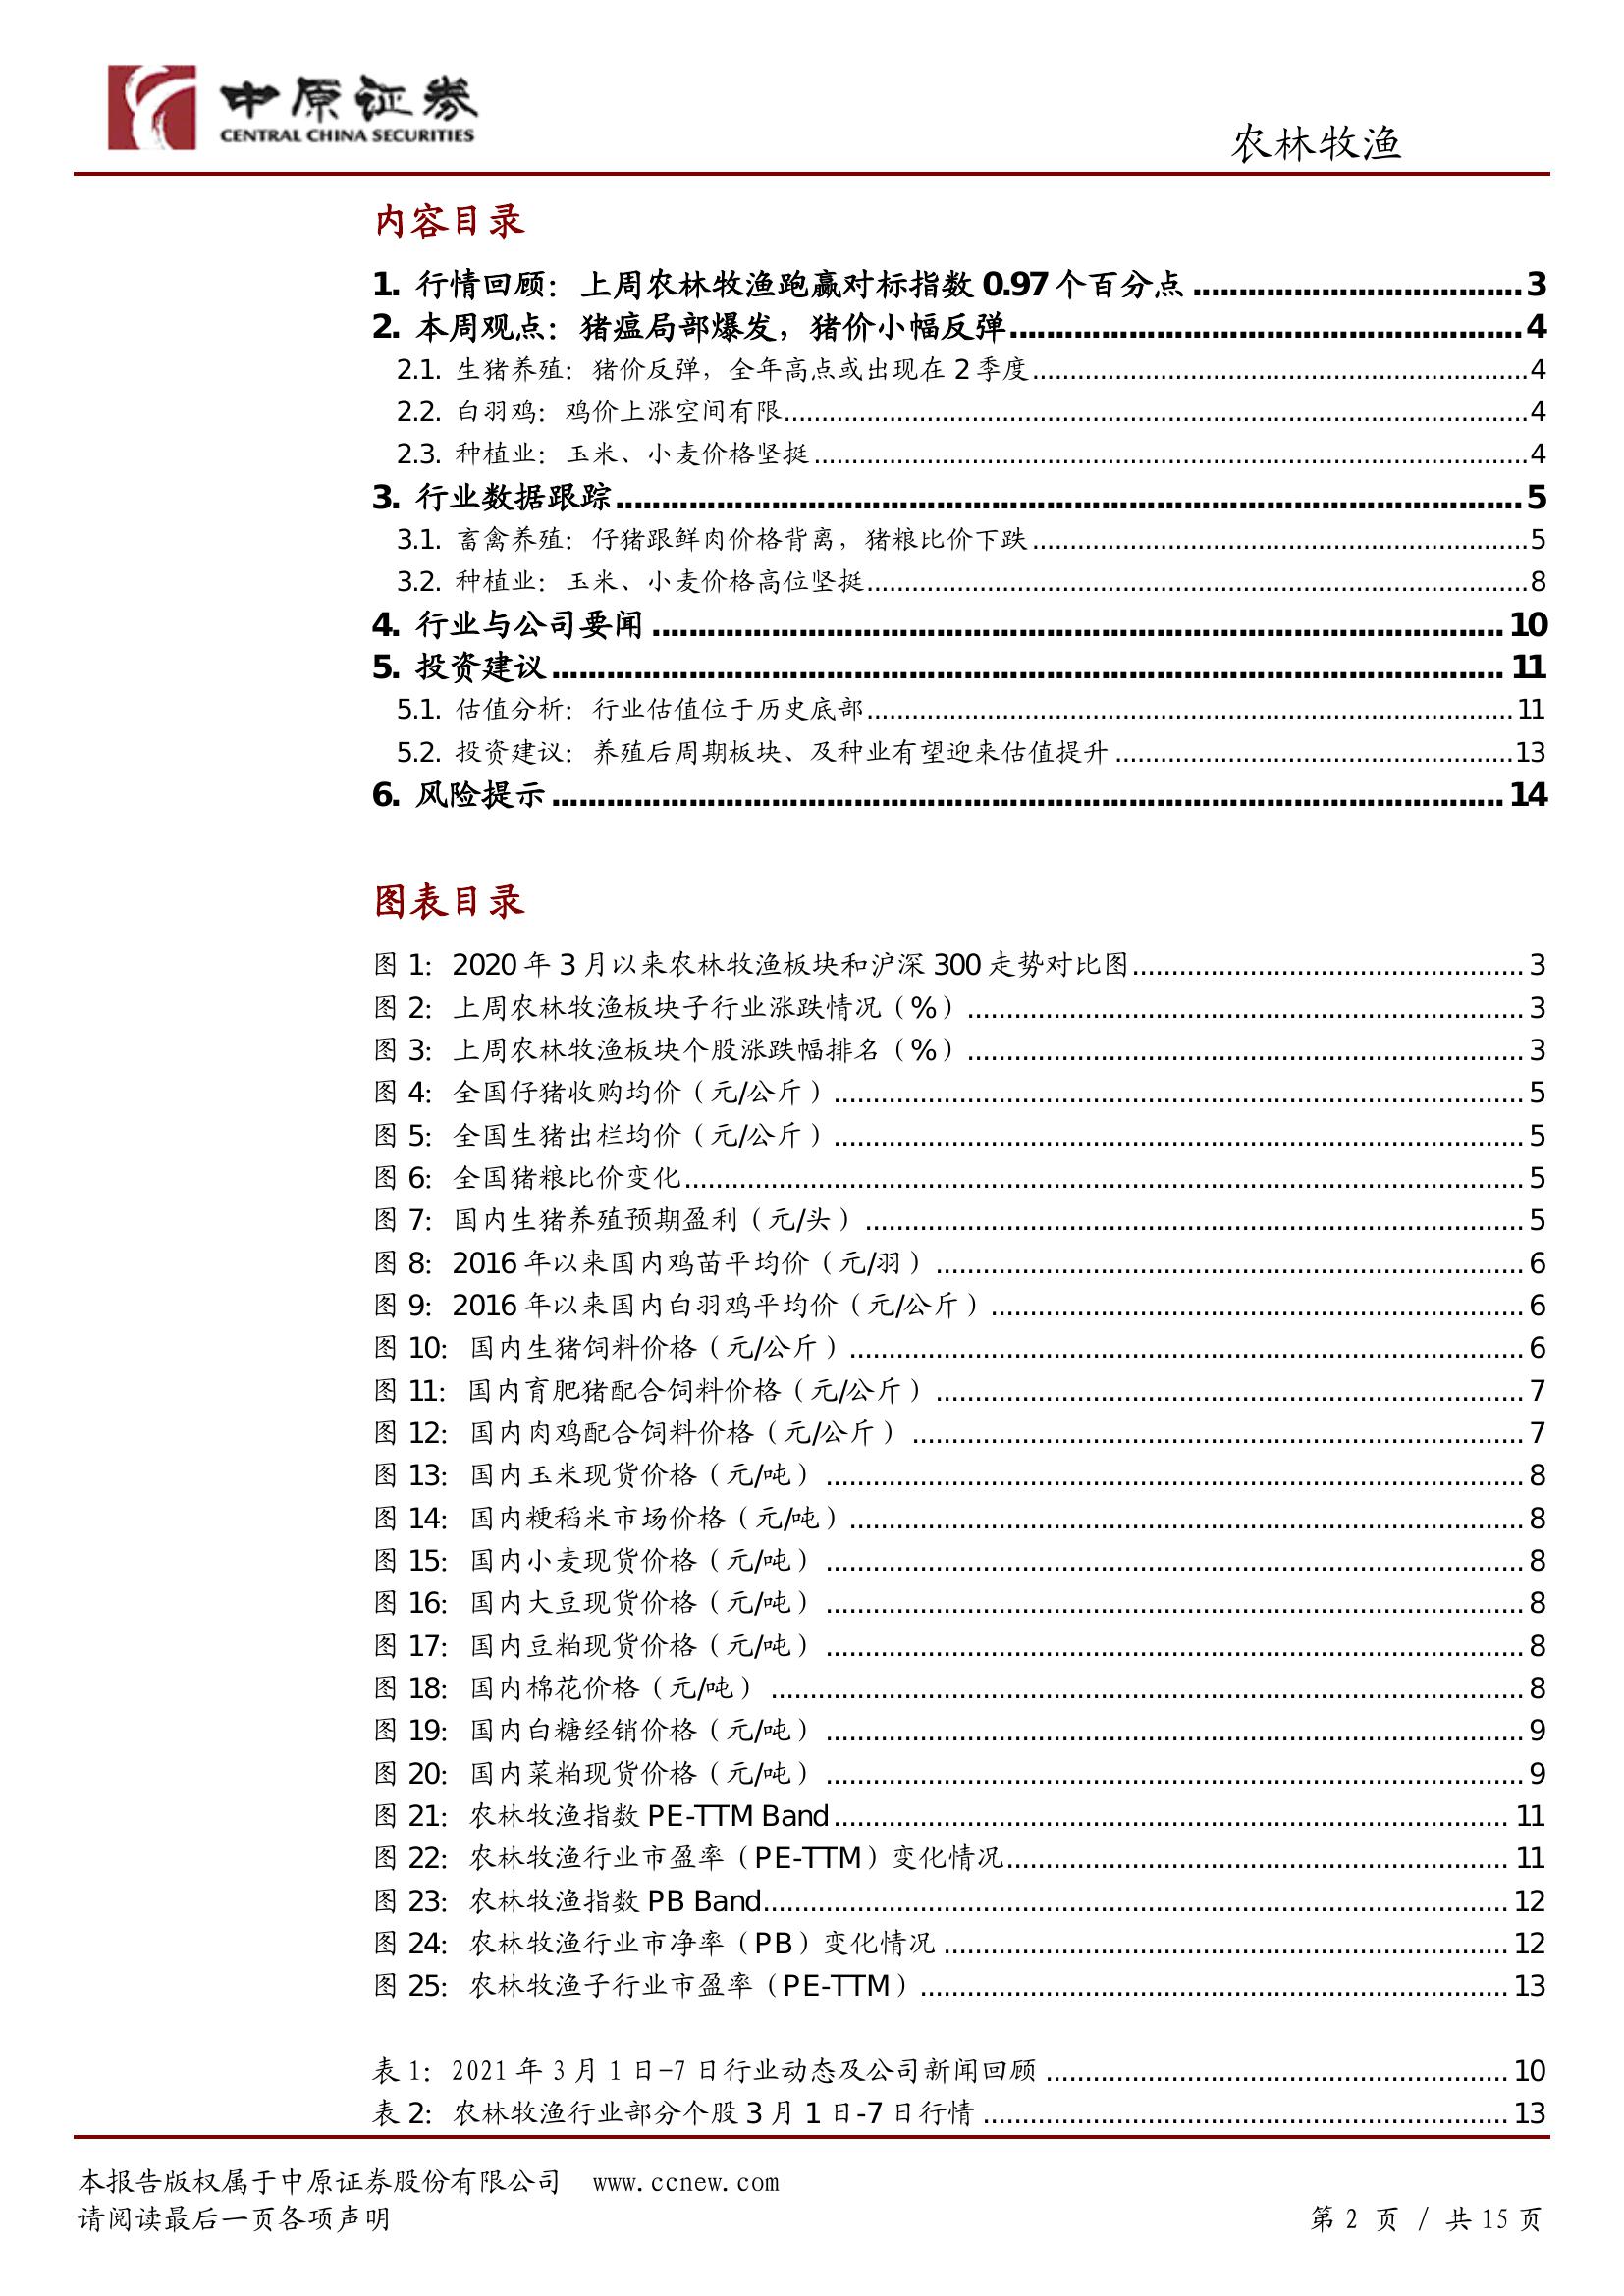 中原证券
CENTRAL CHINA SECURITIES
农林牧渔
内容目录
1. 行情回顾：上周农林牧渔跑赢对标指数 0.97 个百分点 ...... 3
2. 本周观点：猪瘟局部爆发，猪价小幅反弹 ...... 4
2.1. 生猪养殖：猪价反弹，全年高点或出现在 2 季度 ...... 4
2.2. 白羽鸡：鸡价上涨空间有限 ...... 4
2.3. 种植业：玉米、小麦价格坚挺 ...... 4
3. 行业数据跟踪 ...... 5
3.1. 畜禽养殖：仔猪跟鲜肉价格背离，猪粮比价下跌 ...... 5
3.2. 种植业：玉米、小麦价格高位坚挺 ...... 8
4. 行业与公司要闻 ...... 10
5. 投资建议 ...... 11
5.1. 估值分析：行业估值位于历史底部 ...... 11
5.2. 投资建议：养殖后周期板块、及种业有望迎来估值提升 ...... 13
6. 风险提示 ...... 14
图表目录
图 1：2020 年 3 月以来农林牧渔板块和沪深 300 走势对比图 ...... 3
图 2：上周农林牧渔板块子行业涨跌情况（%） ...... 3
图 3：上周农林牧渔板块个股涨跌幅排名（%） ...... 3
图 4：全国仔猪收购均价（元/公斤） ...... 5
图 5：全国生猪出栏均价（元/公斤） ...... 5
图 6：全国猪粮比价变化 ...... 5
图 7：国内生猪养殖预期盈利（元/头） ...... 5
图 8：2016 年以来国内鸡苗平均价（元/羽） ...... 6
图 9：2016 年以来国内白羽鸡平均价（元/公斤） ...... 6
图 10：国内生猪饲料价格（元/公斤） ...... 6
图 11：国内育肥猪配合饲料价格（元/公斤） ...... 7
图 12：国内肉鸡配合饲料价格（元/公斤） ...... 7
图 13：国内玉米现货价格（元/吨） ...... 8
图 14：国内粳稻米市场价格（元/吨） ...... 8
图 15：国内小麦现货价格（元/吨） ...... 8
图 16：国内大豆现货价格（元/吨） ...... 8
图 17：国内豆粕现货价格（元/吨） ...... 8
图 18：国内棉花价格（元/吨） ...... 8
图 19：国内白糖经销价格（元/吨） ...... 9
图 20：国内菜粕现货价格（元/吨） ...... 9
图 21：农林牧渔指数 PE-TTM Band ...... 11
图 22：农林牧渔行业市盈率（PE-TTM）变化情况 ...... 11
图 23：农林牧渔指数 PB Band ...... 12
图 24：农林牧渔行业市净率（PB）变化情况 ...... 12
图 25：农林牧渔子行业市盈率（PE-TTM） ...... 13
表 1：2021 年 3 月 1 日-7 日行业动态及公司新闻回顾 ...... 10
表 2：农林牧渔行业部分个股 3 月 1 日-7 日行情 ...... 13
本报告版权属于中原证券股份有限公司 www.ccnew.com
请阅读最后一页各项声明
第 2 页 / 共 15 页